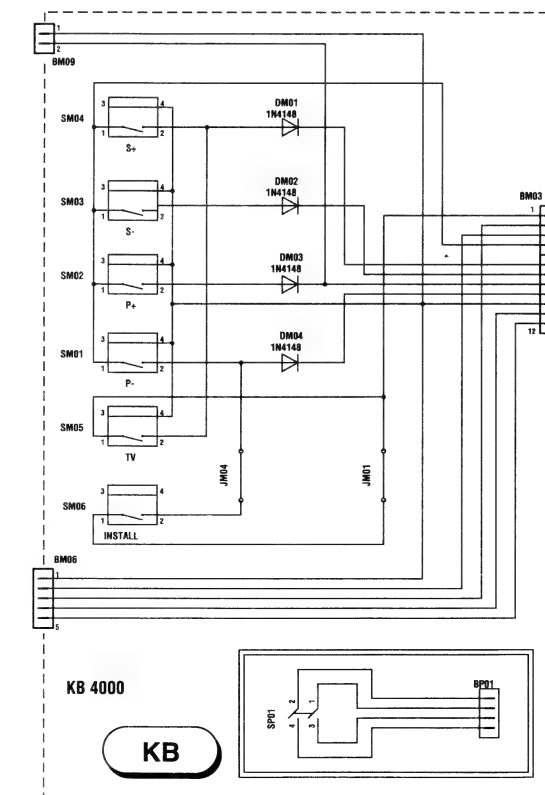 1
2
BM09
SM04
3 4
1 2
S+
DM01
1N4148
SM03
3 4
1 2
S-
DM02
1N4148
BM03
1
SM02
3 4
1 2
P+
DM03
1N4148
SM01
3 4
1 2
P-
DM04
1N4148
12
SM05
3 4
1 2
TV
JM04
JM01
SM06
3 4
1 2
INSTALL
BM06
1
5
KB 4000
KB
SP01
2 1
4 3
BP01